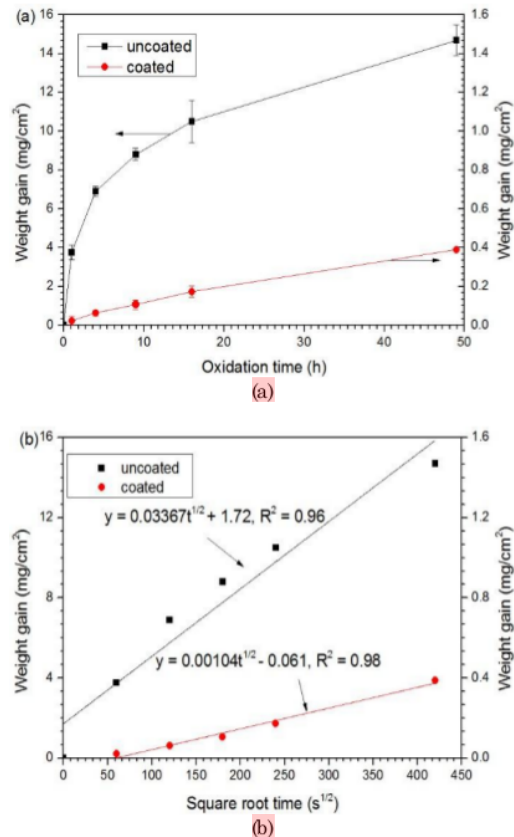 (a)
uncoated
coated
16
14
12
10
8
6
4
2
0
Weight gain (mg/cm²)
1.6
1.4
1.2
1.0
0.8
0.6
0.4
0.2
0.0
Weight gain (mg/cm²)
0 10 20 30 40 50
Oxidation time (h)
(a)
(b)
uncoated
coated
y = 0.03367t^{1/2} + 1.72, R² = 0.96
y = 0.00104t^{1/2} - 0.061, R² = 0.98
16
12
8
4
0
Weight gain (mg/cm²)
1.6
1.2
0.8
0.4
0.0
Weight gain (mg/cm²)
0 50 100 150 200 250 300 350 400 450
Square root time (s^{1/2})
(b)